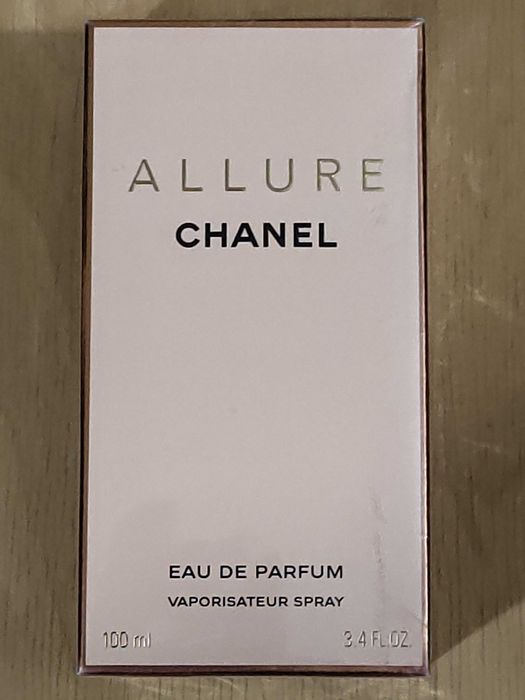 ALLURE
CHANEL
EAU DE PARFUM
VAPORISATEUR SPRAY
100 ml 3.4 FL.OZ.